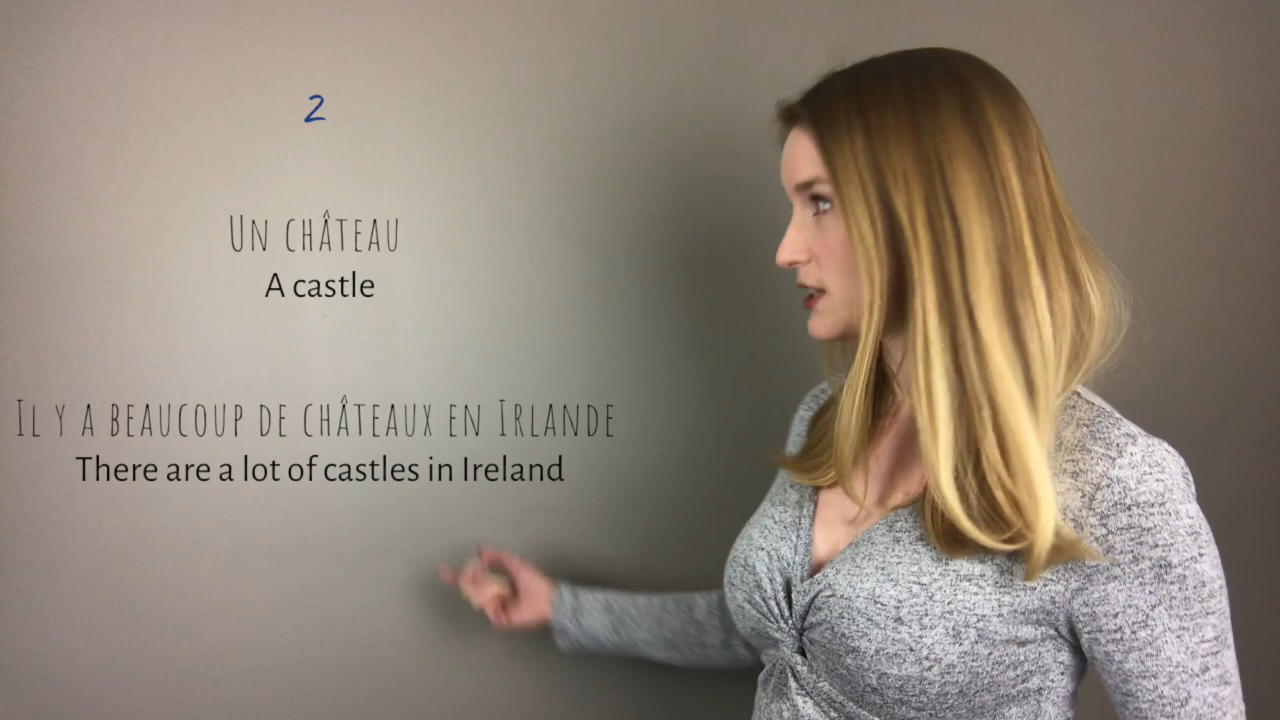 2
Un château
A castle
Il y a beaucoup de châteaux en Irlande
There are a lot of castles in Ireland